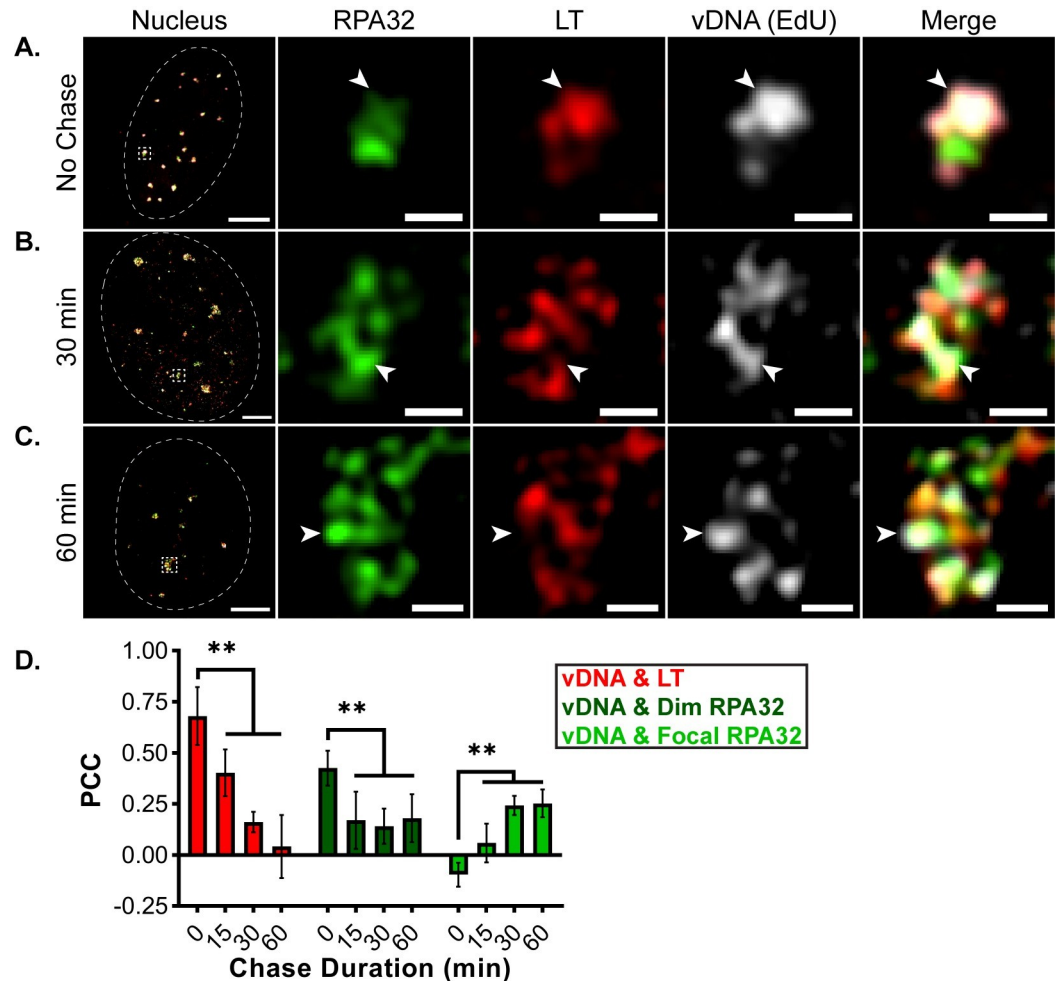 Nucleus RPA32 LT vDNA (EdU) Merge
A.
No Chase
B.
30 min
C.
60 min
D.
1.00
0.75
0.50
0.25
0.00
-0.25
PCC
** ** **
vDNA & LT
vDNA & Dim RPA32
vDNA & Focal RPA32
0 15 30 60 0 15 30 60 0 15 30 60
Chase Duration (min)